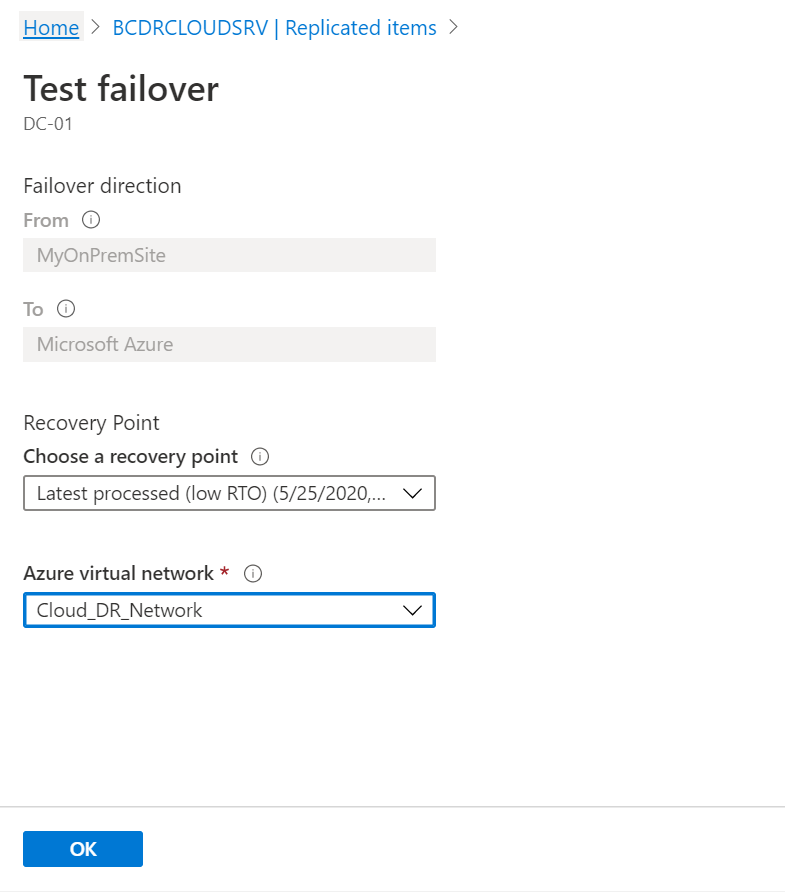 Home > BCDRCLOUDSRV | Replicated items >
Test failover
DC-01
Failover direction
From
MyOnPremSite
To
Microsoft Azure
Recovery Point
Choose a recovery point
Latest processed (low RTO) (5/25/2020,...
Azure virtual network *
Cloud_DR_Network
OK